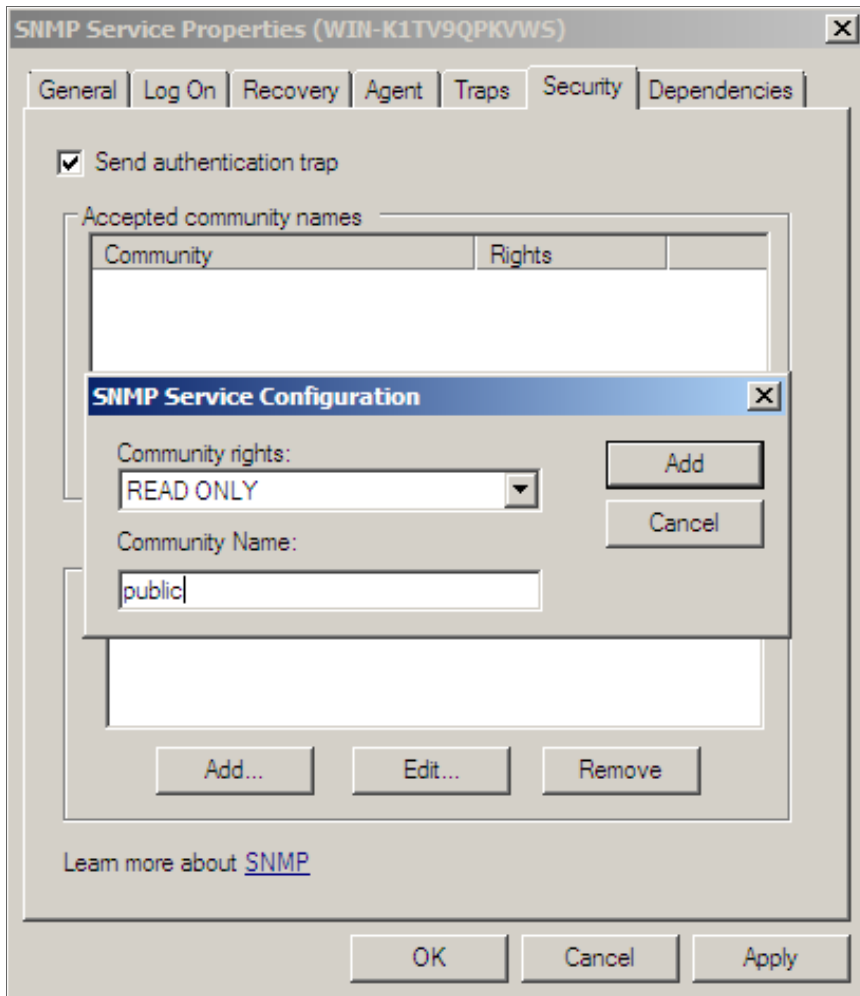 SNMP Service Properties (WIN-K1TV9QPKVWS)
General Log On Recovery Agent Traps Security Dependencies
Send authentication trap
Accepted community names
Community Rights
SNMP Service Configuration
Community rights:
Add
READ ONLY
Cancel
Community Name:
public
Add... Edit... Remove
Learn more about SNMP
OK Cancel Apply